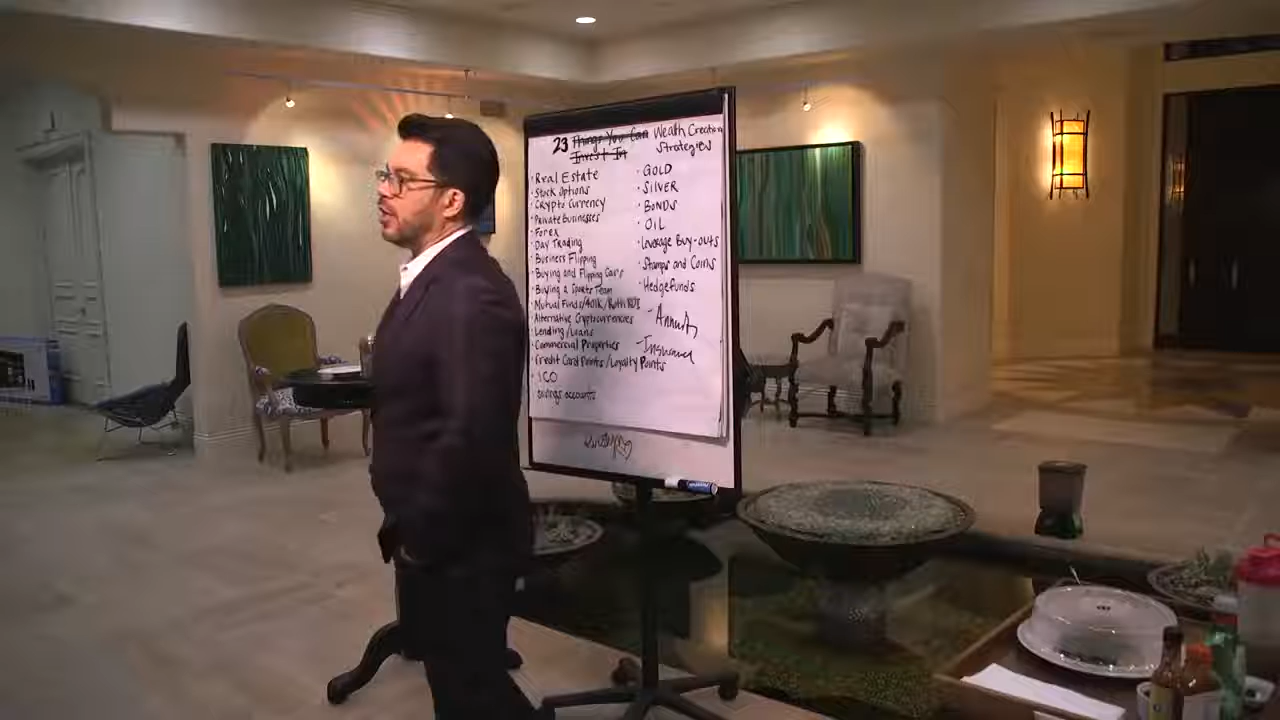 23 Things You Can Wealth Creation
Invest In Strategies
· Real Estate
· Stock Options
· Crypto Currency
· Private Businesses
· Forex
· Day Trading
· Business Flipping
· Buying and Flipping Cars
· Buying a Sports Team
· Mutual Funds/401k/Roth IRA's
· Alternative Cryptocurrencies
· Lending/Loans
· Commercial Properties
· Credit Card Points/Loyalty Points
· ICO
· Savings accounts
· GOLD
· SILVER
· BONDS
· OIL
· Leverage Buy-outs
· Stamps and Coins
· Hedgefunds
- Annuity
- Insurance